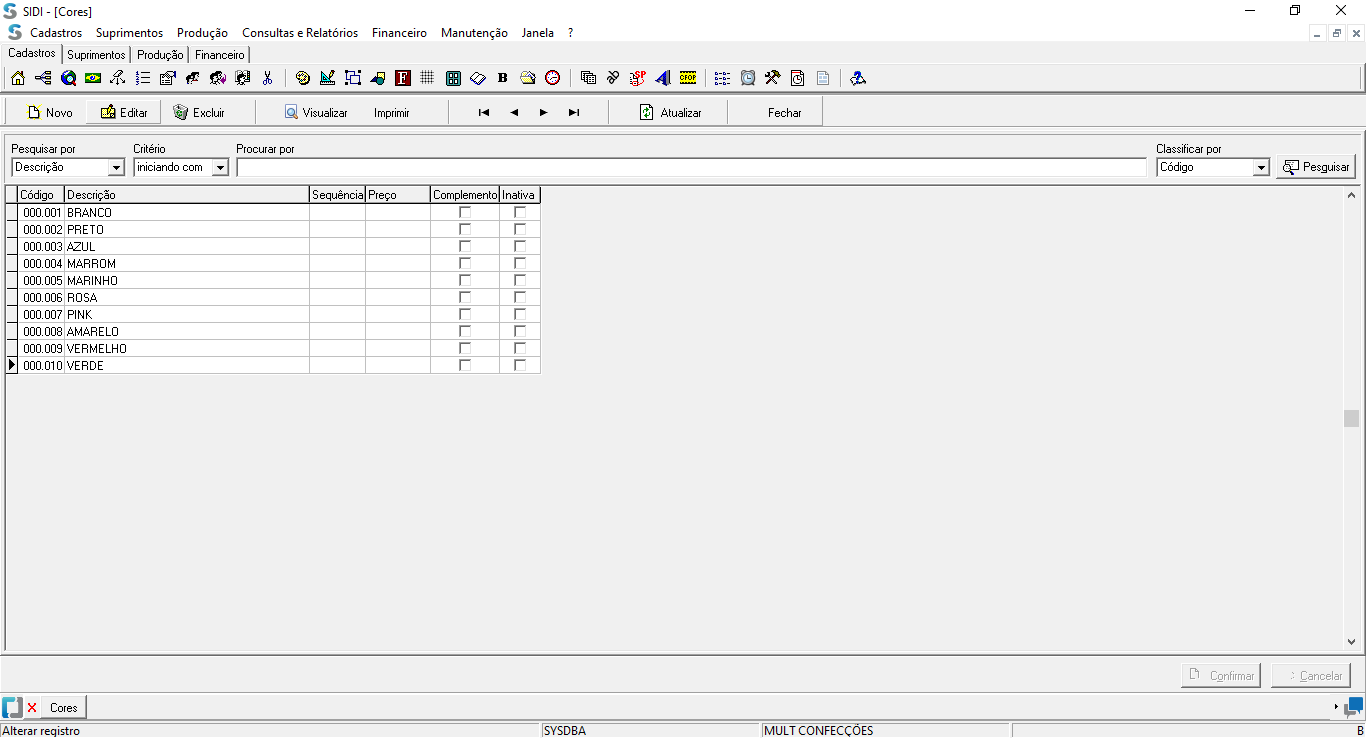 SIDI - [Cores]
Cadastros Suprimentos Produção Consultas e Relatórios Financeiro Manutenção Janela ?
Cadastros Suprimentos Produção Financeiro
F B SP CFOP
Novo Editar Excluir Visualizar Imprimir Atualizar Fechar
Pesquisar por Critério Procurar por Classificar por
Descrição iniciando com Código Pesquisar
Código Descrição Sequência Preço Complemento Inativa
000.001 BRANCO
000.002 PRETO
000.003 AZUL
000.004 MARROM
000.005 MARINHO
000.006 ROSA
000.007 PINK
000.008 AMARELO
000.009 VERMELHO
000.010 VERDE
Confirmar Cancelar
Cores
Alterar registro SYSDBA MULT CONFECÇÕES B